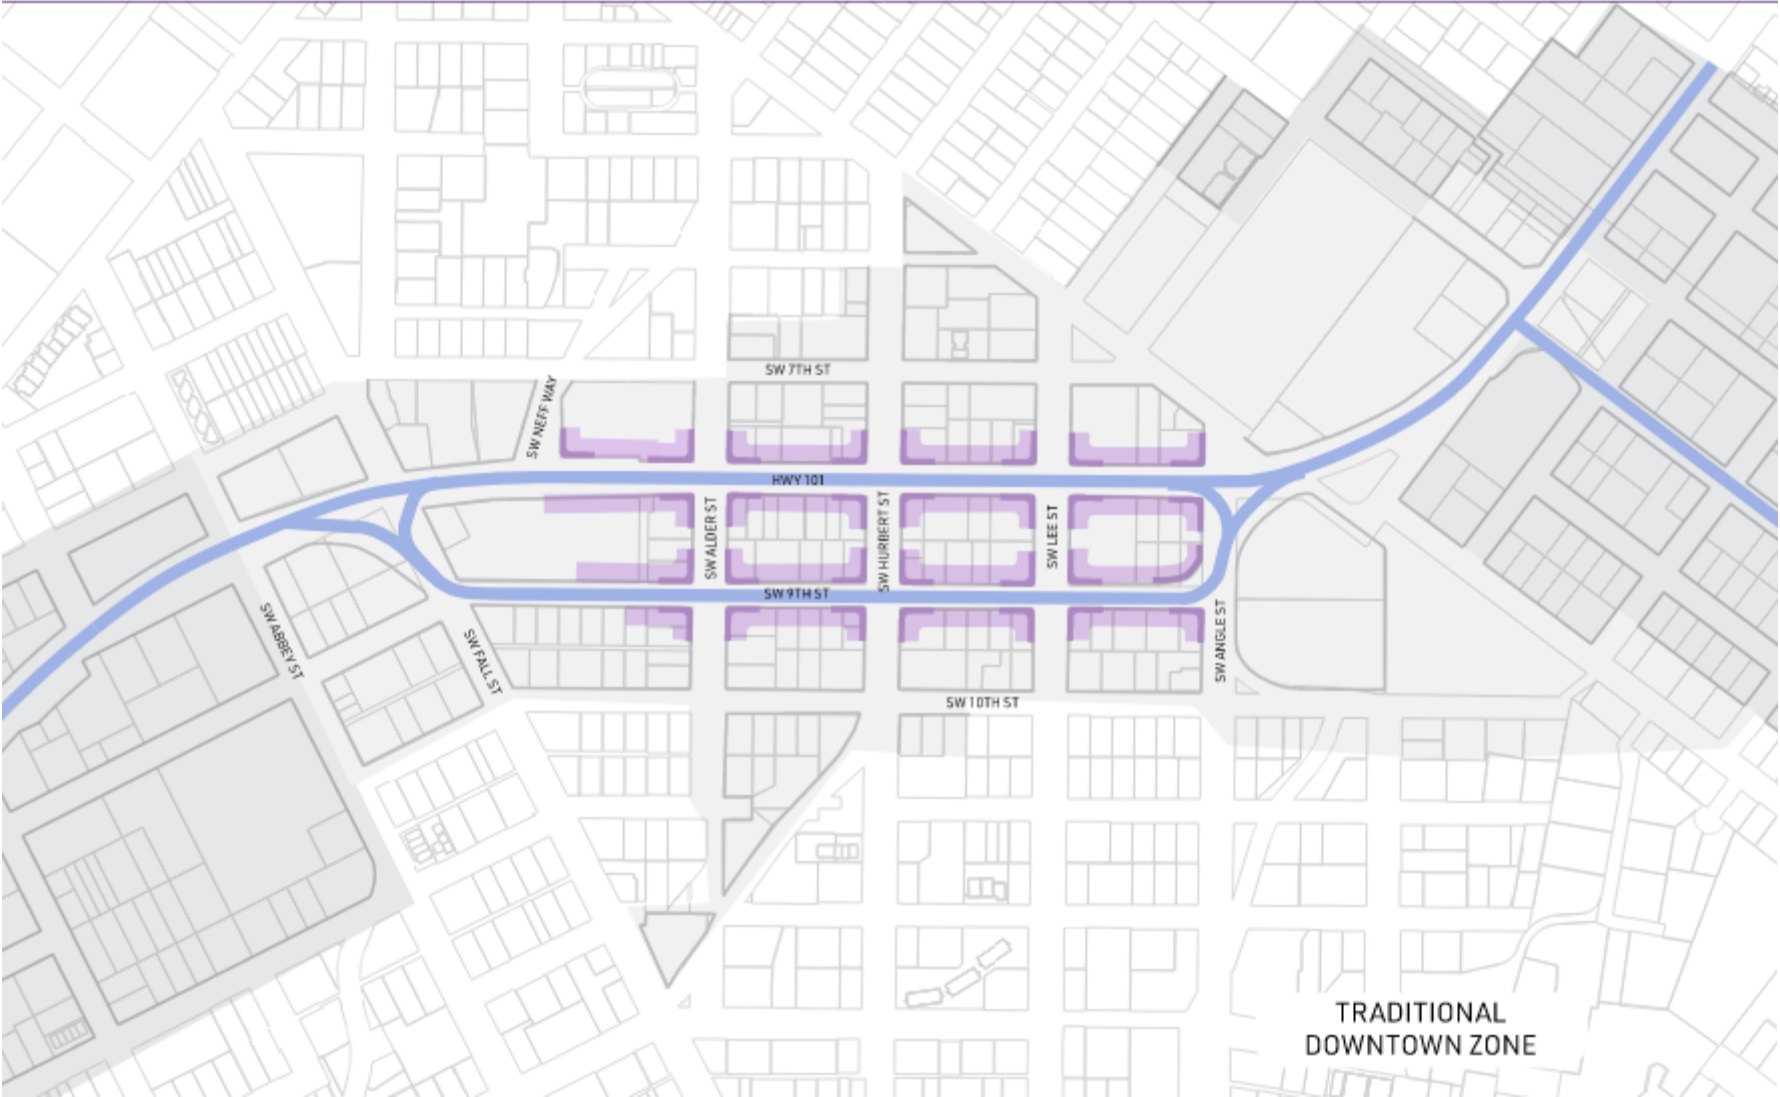 SW 7TH ST
SW NEFF WAY
HWY 101
SW ALDER ST
SW HURBERT ST
SW LEE ST
SW 9TH ST
SW ABBEY ST
SW FALL ST
SW ANGLE ST
SW 10TH ST
TRADITIONAL
DOWNTOWN ZONE